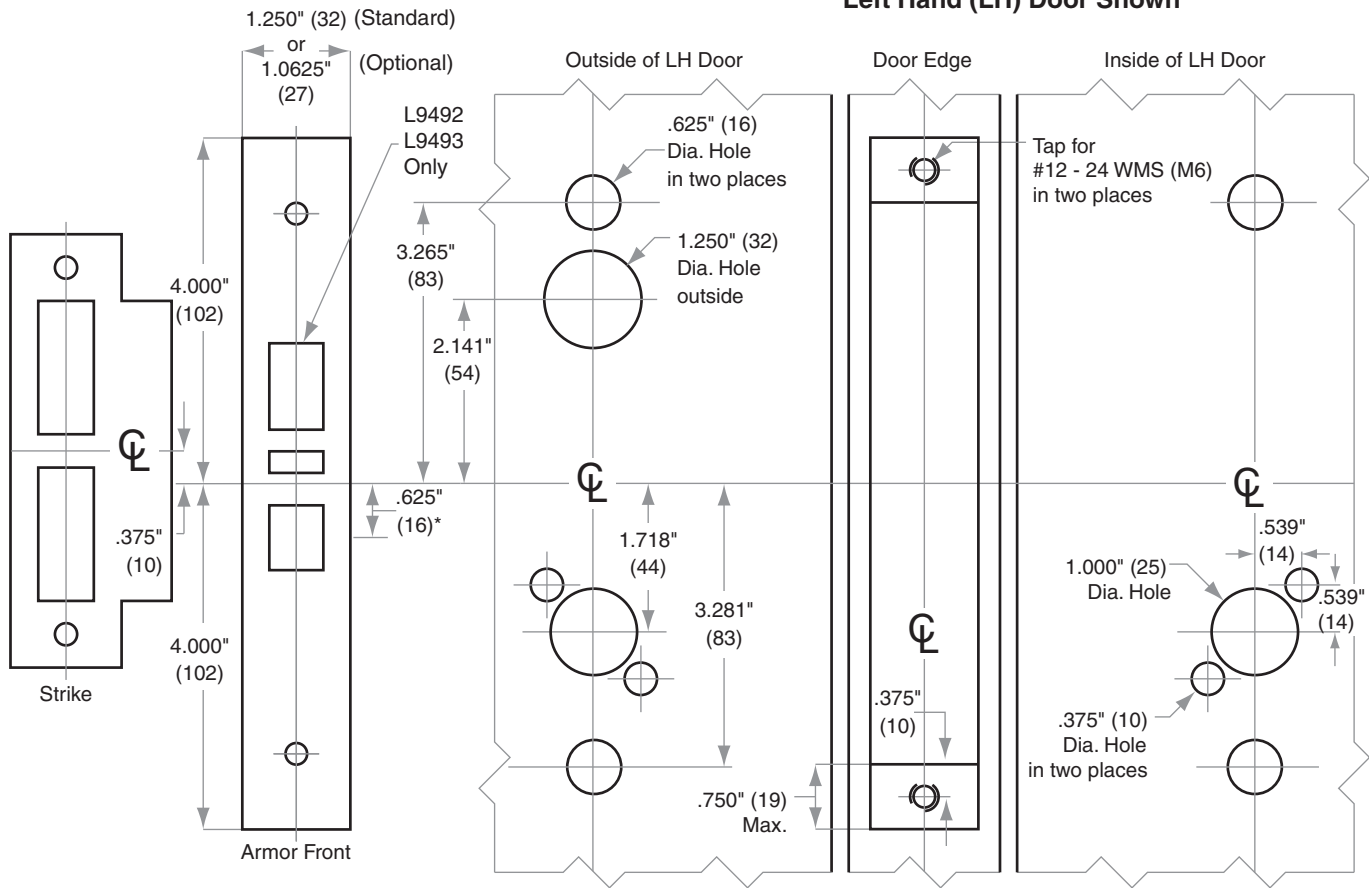 Left Hand (LH) Door Shown
1.250" (32) (Standard)
or
1.0625" (Optional)
(27)
Outside of LH Door
Door Edge
Inside of LH Door
L9492
L9493
Only
.625" (16)
Dia. Hole
in two places
Tap for
#12 - 24 WMS (M6)
in two places
1.250" (32)
Dia. Hole
outside
3.265"
(83)
4.000"
(102)
2.141"
(54)
℄
℄
℄
.625"
(16)*
.375"
(10)
1.718"
(44)
.539"
(14)
1.000" (25)
Dia. Hole
.539"
(14)
3.281"
(83)
℄
4.000"
(102)
Strike
.375"
(10)
.375" (10)
Dia. Hole
in two places
.750" (19)
Max.
Armor Front